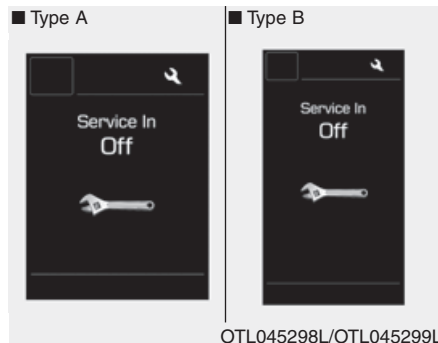 ■ Type A
■ Type B
Service In
Off
Service In
Off
OTL045298L/OTL045299L